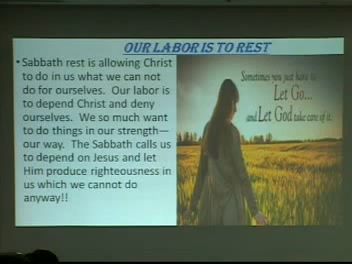 OUR LABOR IS TO REST
• Sabbath rest is allowing Christ
to do in us what we can not
do for ourselves. Our labor is
to depend Christ and deny
ourselves. We so much want
to do things in our strength—
our way. The Sabbath calls us
to depend on Jesus and let
Him produce righteousness in
us which we cannot do
anyway!!
Sometimes you just have to
Let Go...
and Let God take care of it.